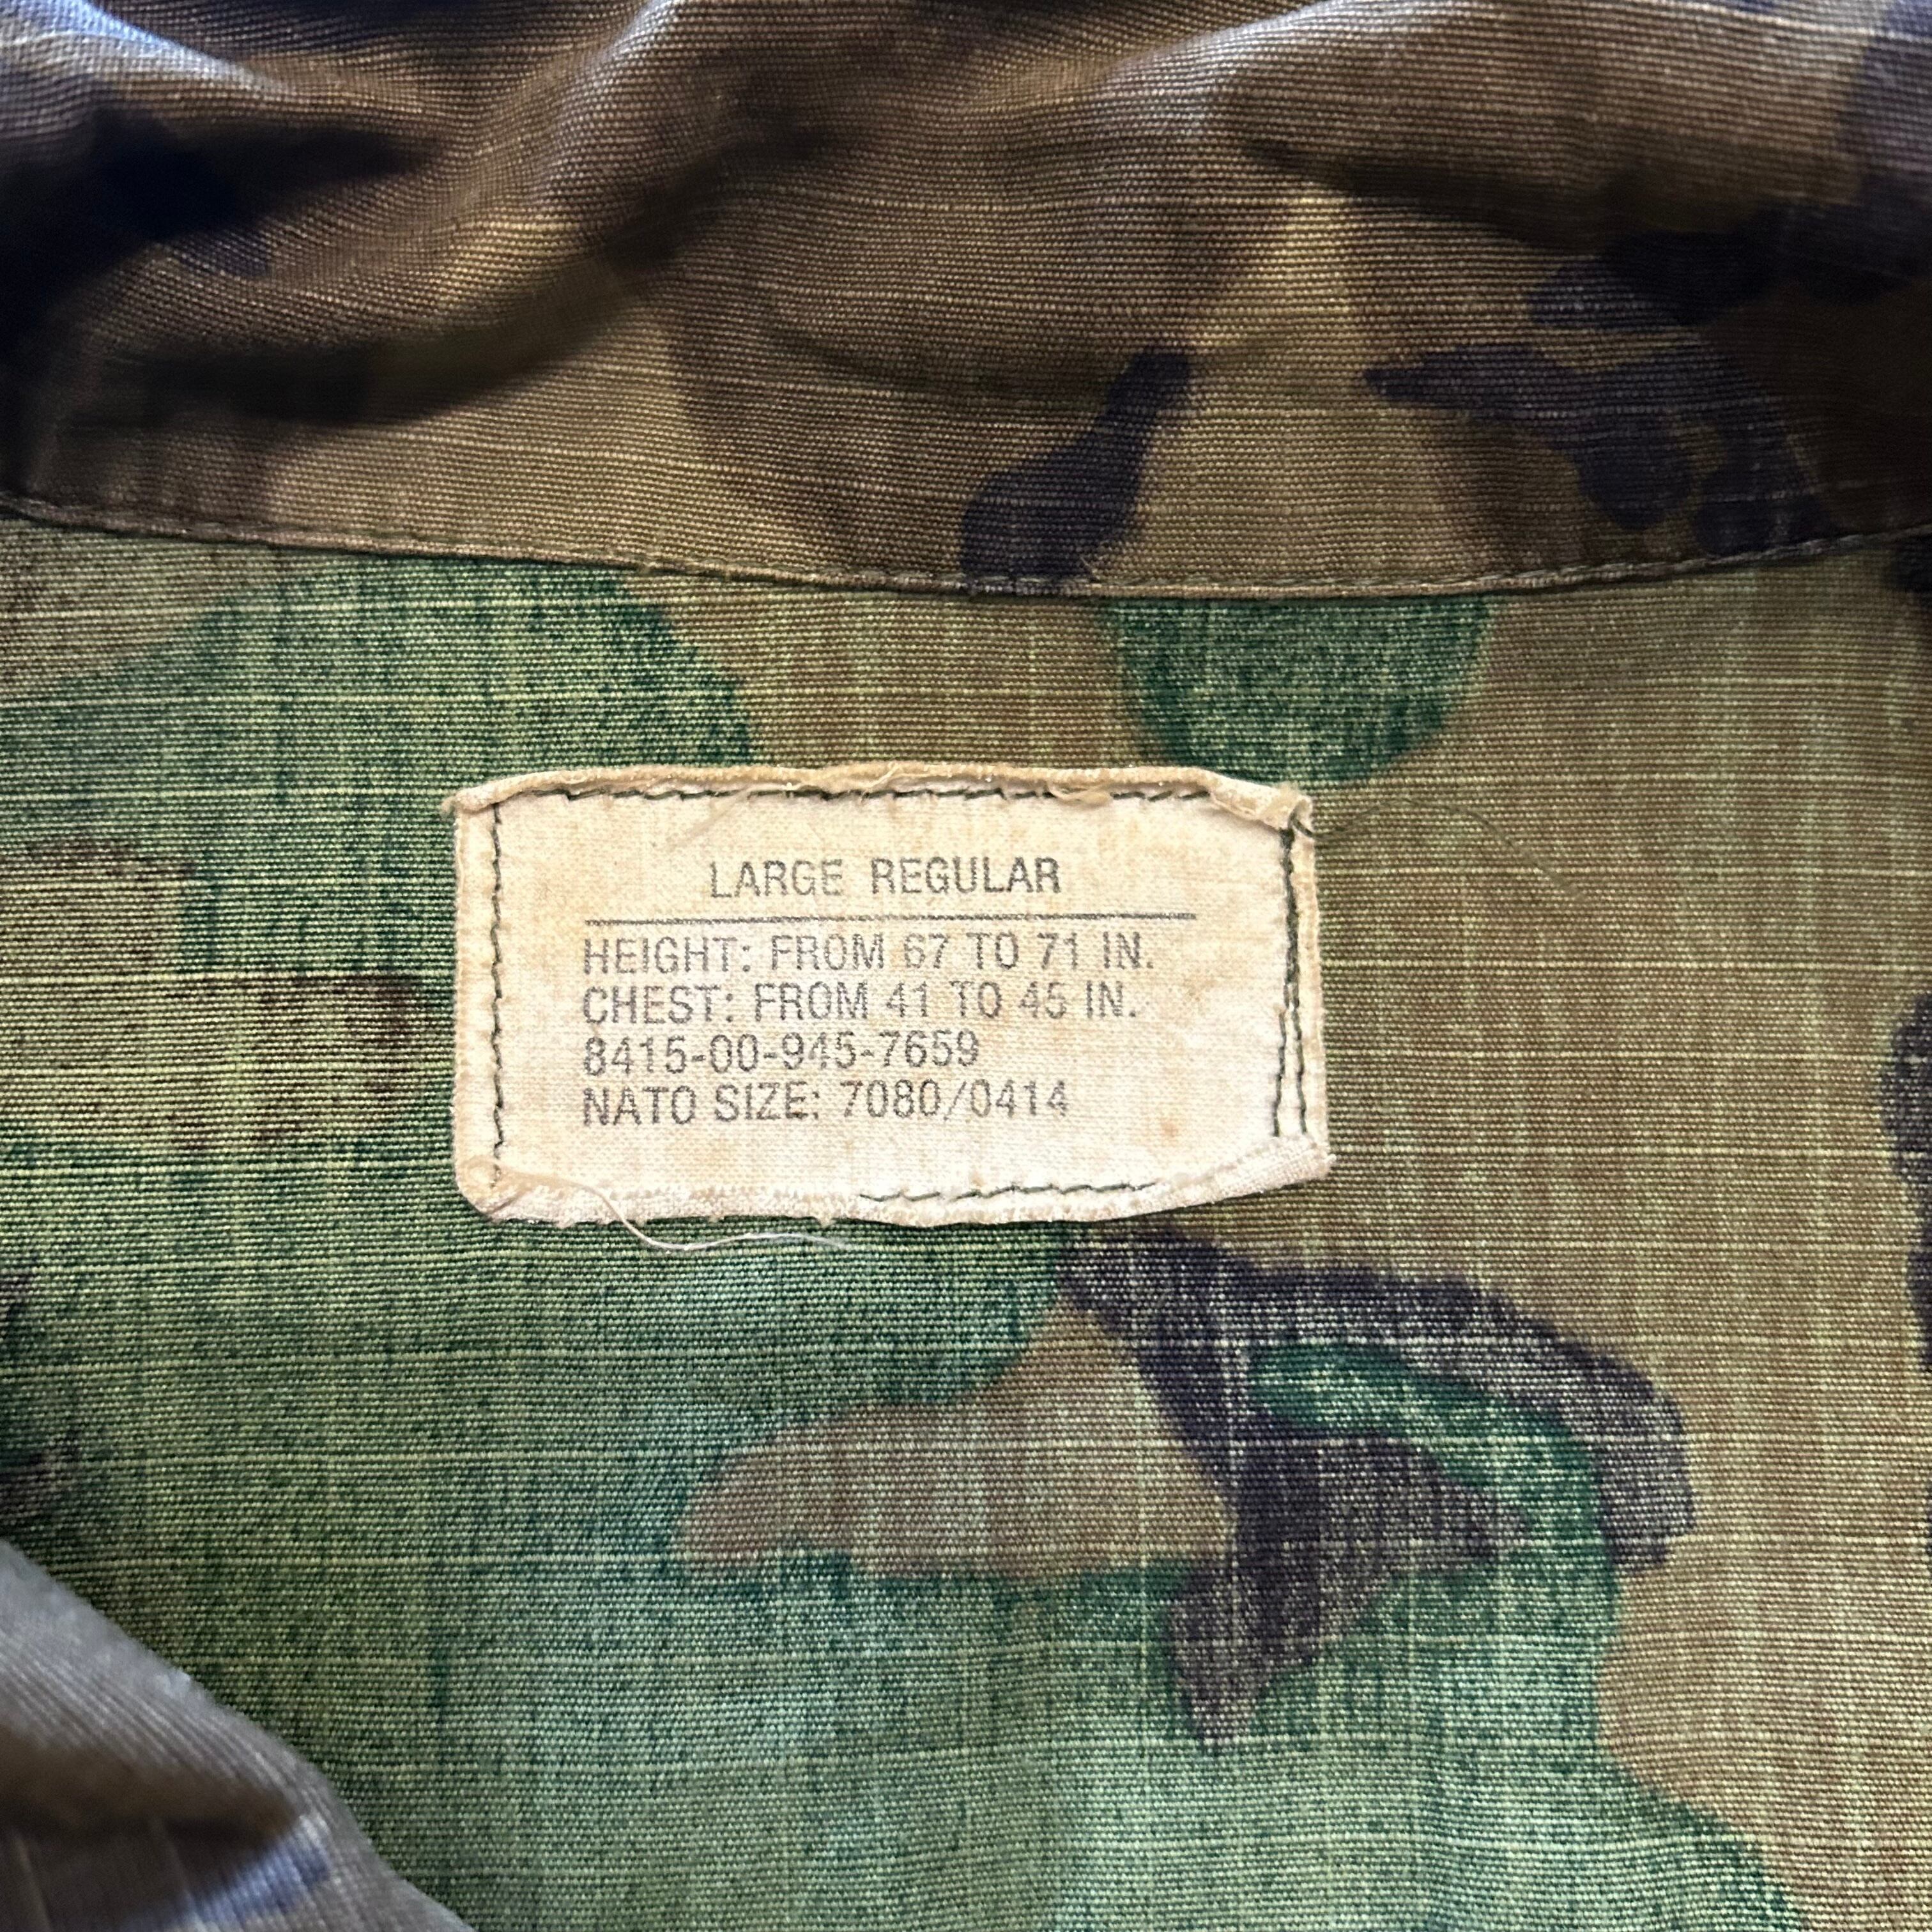 LARGE REGULAR
HEIGHT: FROM 67 TO 71 IN.
CHEST: FROM 41 TO 45 IN.
8415-00-945-7659
NATO SIZE: 7080/0414